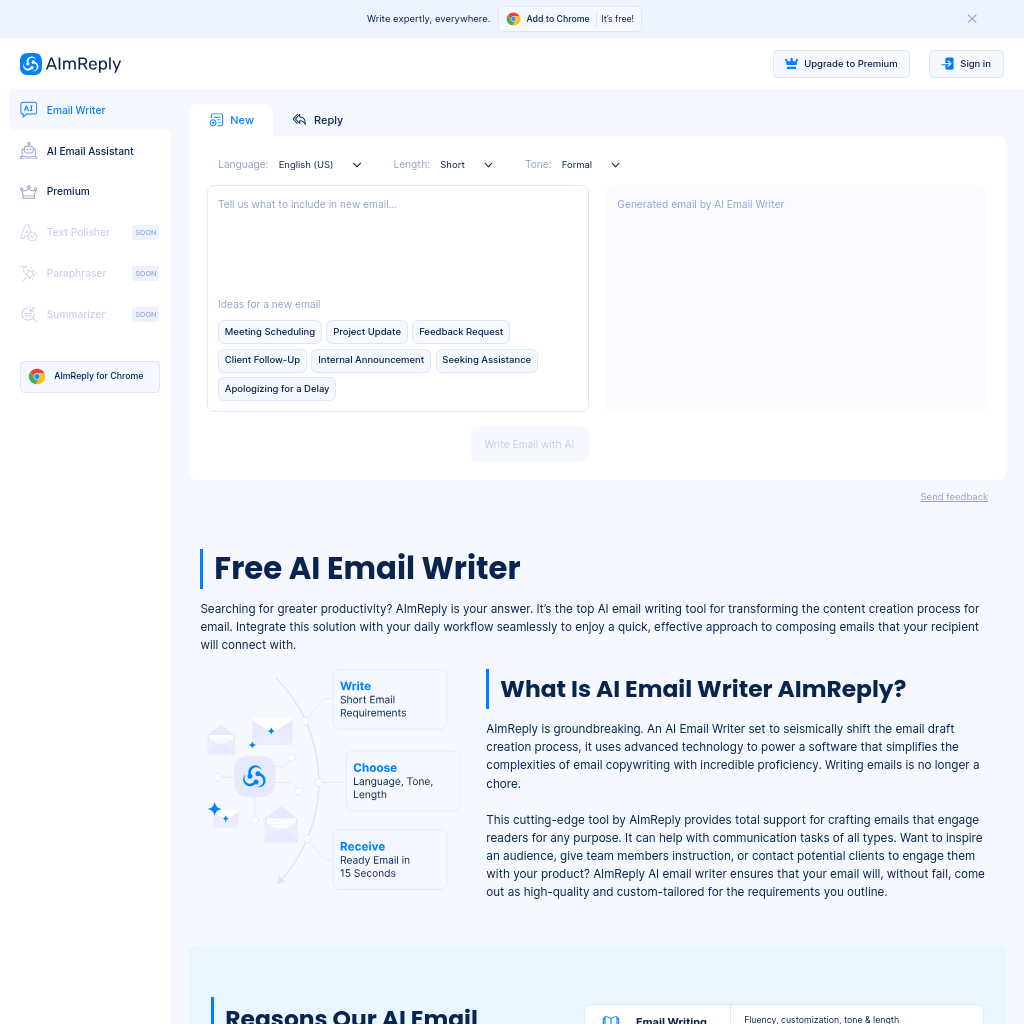 Write expertly, everywhere. Add to Chrome It's free!
AImReply
Upgrade to Premium Sign in
Email Writer
AI Email Assistant
Premium
Text Polisher SOON
Paraphraser SOON
Summarizer SOON
AImReply for Chrome
New Reply
Language: English (US) Length: Short Tone: Formal
Tell us what to include in new email...
Generated email by AI Email Writer
Ideas for a new email
Meeting Scheduling Project Update Feedback Request
Client Follow-Up Internal Announcement Seeking Assistance
Apologizing for a Delay
Write Email with AI
Send feedback
Free AI Email Writer
Searching for greater productivity? AImReply is your answer. It's the top AI email writing tool for transforming the content creation process for
email. Integrate this solution with your daily workflow seamlessly to enjoy a quick, effective approach to composing emails that your recipient
will connect with.
Write
Short Email
Requirements
Choose
Language, Tone,
Length
Receive
Ready Email in
15 Seconds
What Is AI Email Writer AImReply?
AImReply is groundbreaking. An AI Email Writer set to seismically shift the email draft
creation process, it uses advanced technology to power a software that simplifies the
complexities of email copywriting with incredible proficiency. Writing emails is no longer a
chore.
This cutting-edge tool by AImReply provides total support for crafting emails that engage
readers for any purpose. It can help with communication tasks of all types. Want to inspire
an audience, give team members instruction, or contact potential clients to engage them
with your product? AImReply AI email writer ensures that your email will, without fail, come
out as high-quality and custom-tailored for the requirements you outline.
Reasons Our AI Email
Email Writing
Fluency, customization, tone & length